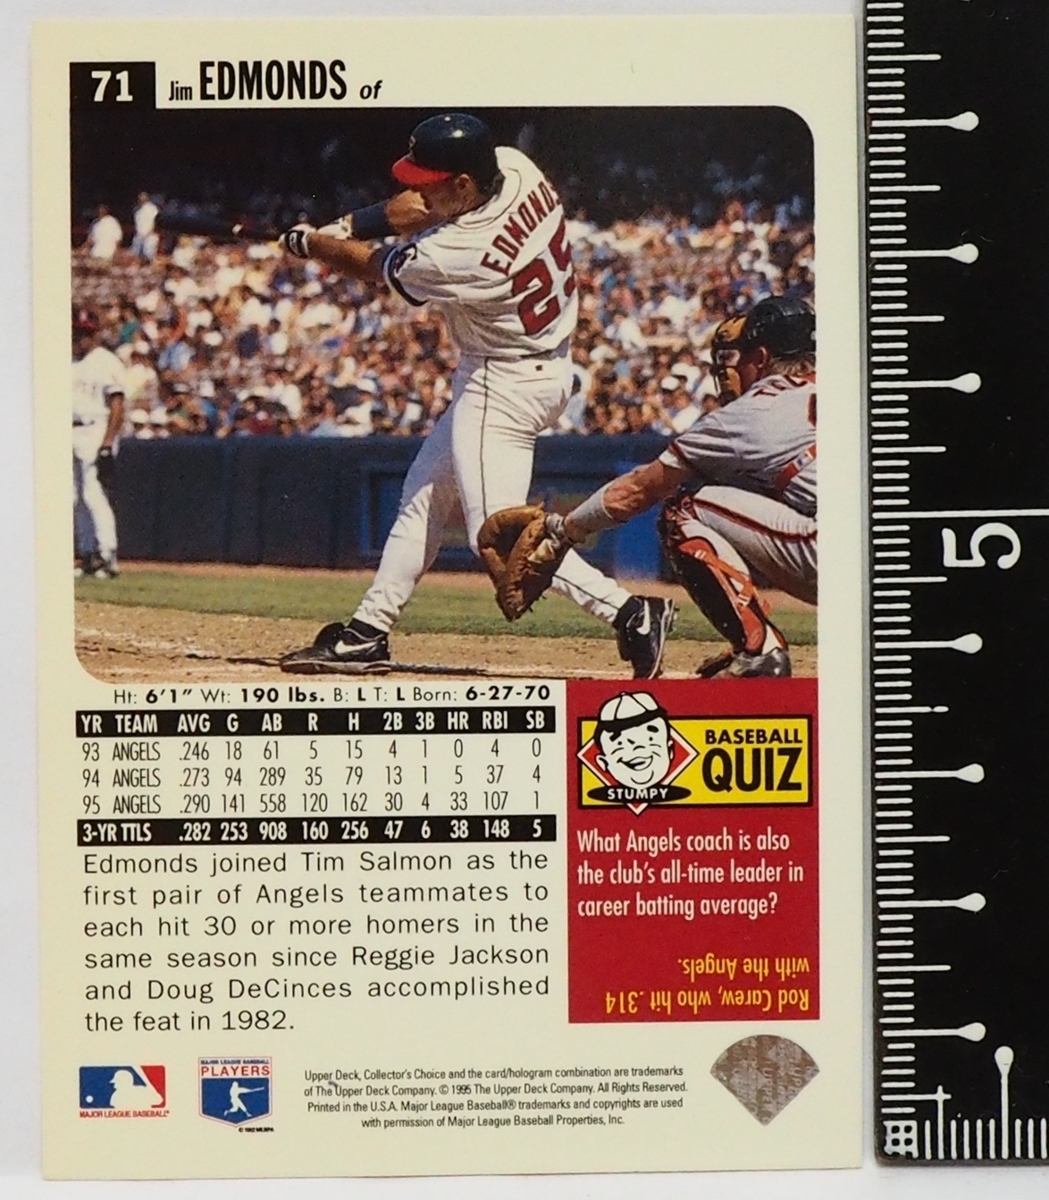 71 Jim EDMONDS of
EDMONDS
25
Ht: 6'1" Wt: 190 lbs. B: L T: L Born: 6-27-70
YR TEAM AVG G AB R H 2B 3B HR RBI SB
93 ANGELS .246 18 61 5 15 4 1 0 4 0
94 ANGELS .273 94 289 35 79 13 1 5 37 4
95 ANGELS .290 141 558 120 162 30 4 33 107 1
3-YR TTLS .282 253 908 160 256 47 6 38 148 5
Edmonds joined Tim Salmon as the
first pair of Angels teammates to
each hit 30 or more homers in the
same season since Reggie Jackson
and Doug DeCinces accomplished
the feat in 1982.
STUMPY
BASEBALL
QUIZ
What Angels coach is also
the club's all-time leader in
career batting average?
Rod Carew, who hit .314
with the Angels.
MAJOR LEAGUE BASEBALL
MAJOR LEAGUE BASEBALL
PLAYERS
© 1992 MLBPA
Upper Deck, Collector's Choice and the card/hologram combination are trademarks
of The Upper Deck Company. © 1995 The Upper Deck Company. All Rights Reserved.
Printed in the U.S.A. Major League Baseball® trademarks and copyrights are used
with permission of Major League Baseball Properties, Inc.
5